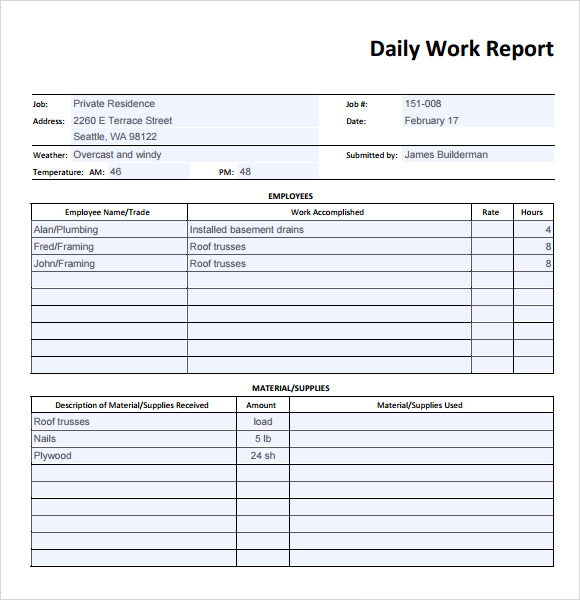 Daily Work Report
Job: Private Residence Job #: 151-008
Address: 2260 E Terrace Street Date: February 17
Seattle, WA 98122
Weather: Overcast and windy Submitted by: James Builderman
Temperature: AM: 46 PM: 48
EMPLOYEES
Employee Name/Trade Work Accomplished Rate Hours
Alan/Plumbing Installed basement drains 4
Fred/Framing Roof trusses 8
John/Framing Roof trusses 8
MATERIAL/SUPPLIES
Description of Material/Supplies Received Amount Material/Supplies Used
Roof trusses load
Nails 5 lb
Plywood 24 sh